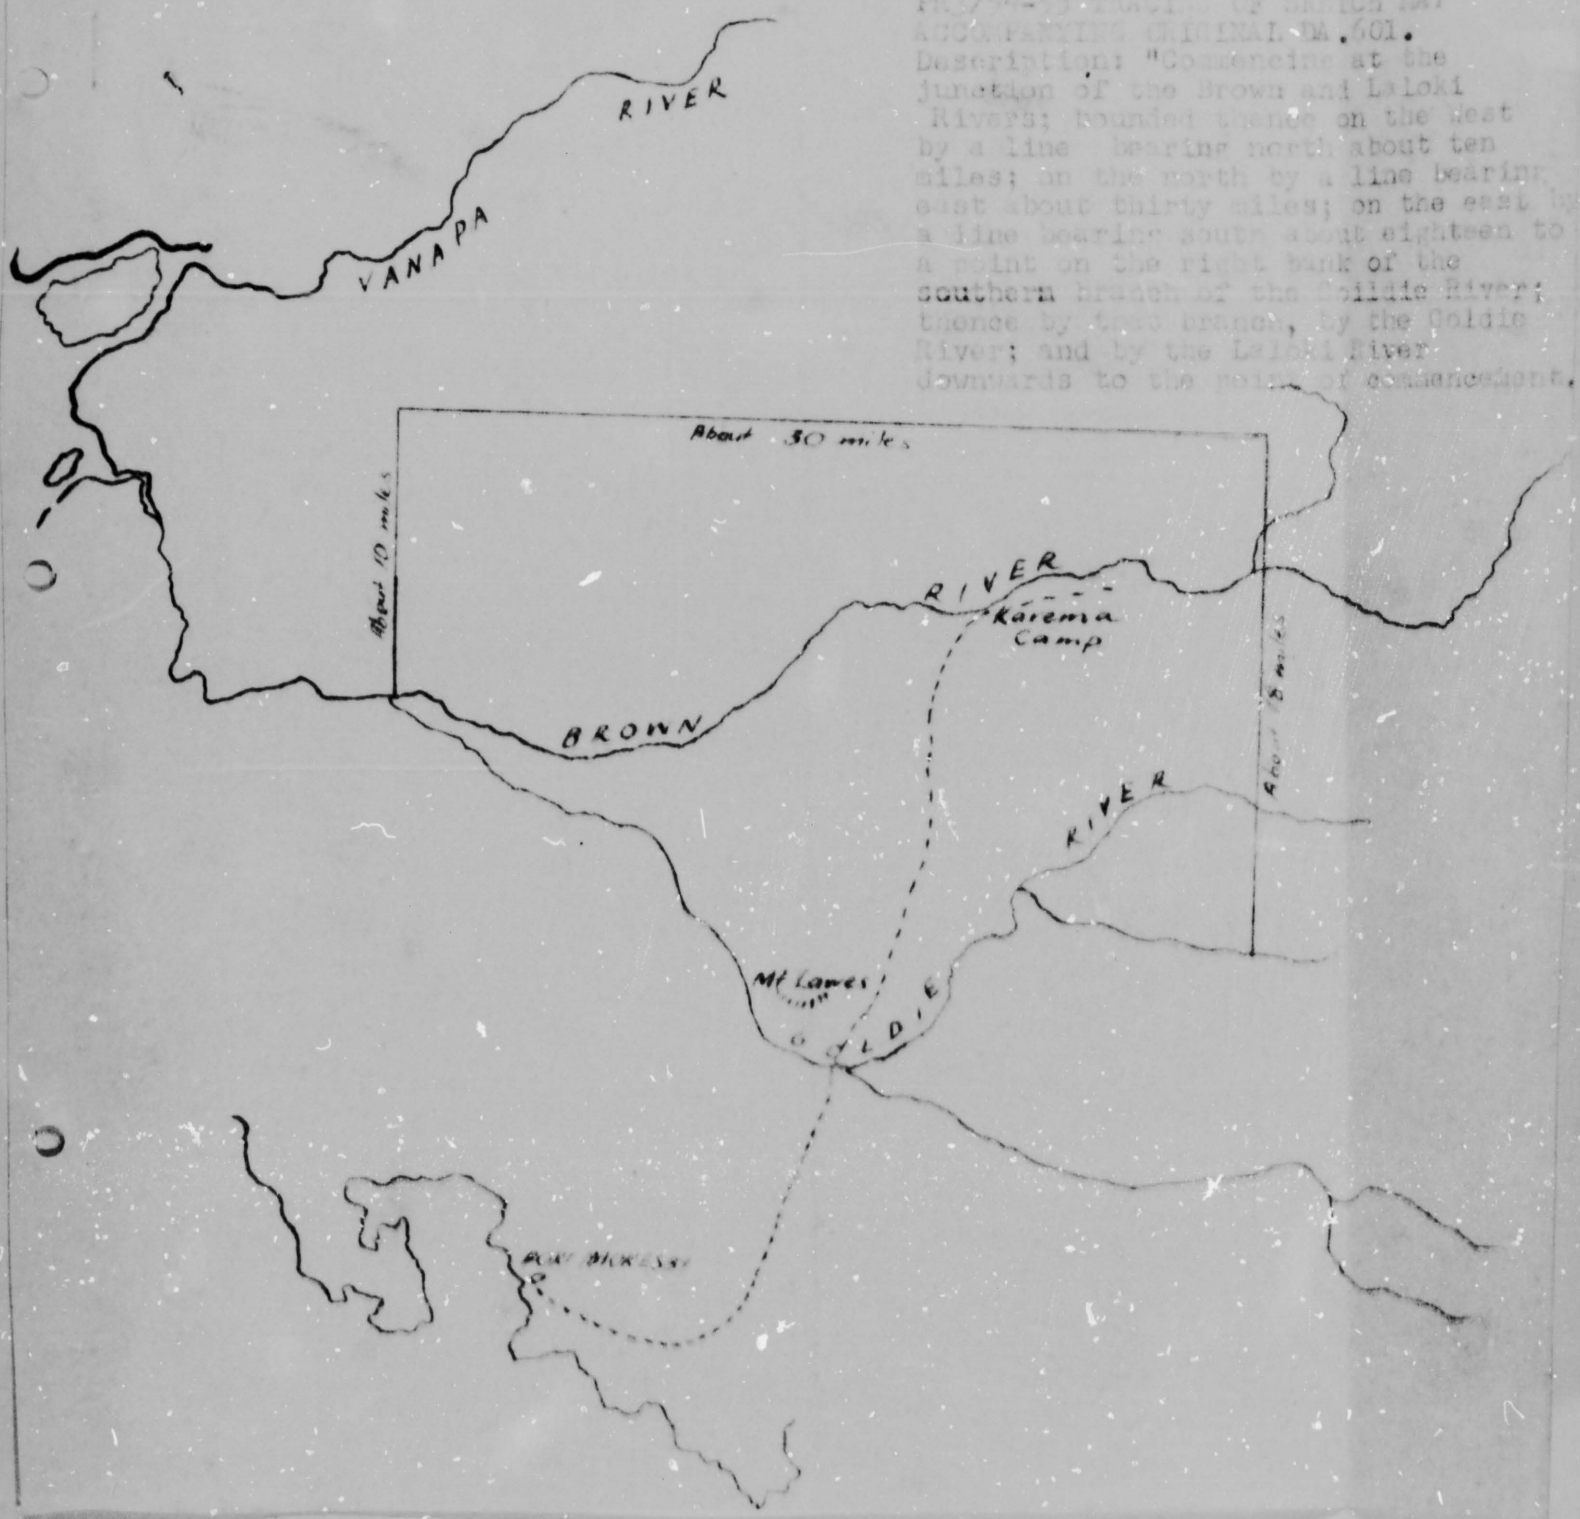 TRACING OF SKETCH MAP
ACCOMPANYING ORIGINAL DA.601.
Description: "Commencing at the
junction of the Brown and Laloki
Rivers; bounded thence on the West
by a line bearing north about ten
miles; on the north by a line bearing
east about thirty miles; on the east by
a line bearing south about eighteen to
a point on the right bank of the
southern branch of the River;
thence by that branch, by the Goldie
River; and by the Laloki River
downwards to the point of commencement.
RIVER
VANAPA
About 30 miles
About 10 miles
RIVER
Karema
Camp
BROWN
About 18 miles
RIVER
Mt Lawes
GOLDIE
PORT MORESBY